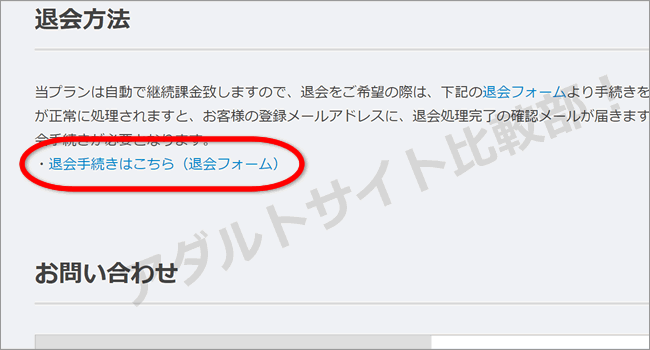 退会方法
当プランは自動で継続課金致しますので、退会をご希望の際は、下記の退会フォームより手続きを
が正常に処理されますと、お客様の登録メールアドレスに、退会処理完了の確認メールが届きます
会手続きが必要となります。
・退会手続きはこちら（退会フォーム）
アダルトサイト比較部！
お問い合わせ